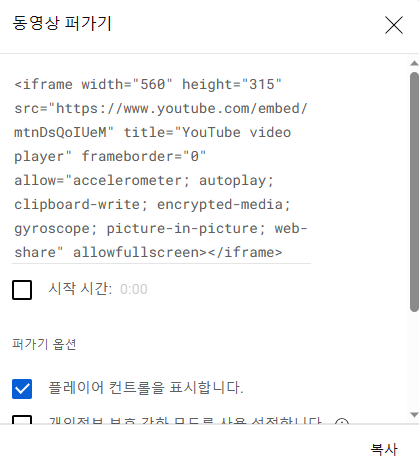 동영상 퍼가기
<iframe width="560" height="315"
src="https://www.youtube.com/embed/
mtnDsQoIUeM" title="YouTube video
player" frameborder="0"
allow="accelerometer; autoplay;
clipboard-write; encrypted-media;
gyroscope; picture-in-picture; web-
share" allowfullscreen></iframe>
시작 시간: 0:00
퍼가기 옵션
플레이어 컨트롤을 표시합니다.
개인정보 보호 강화 모드를 사용 설정합니다.
복사